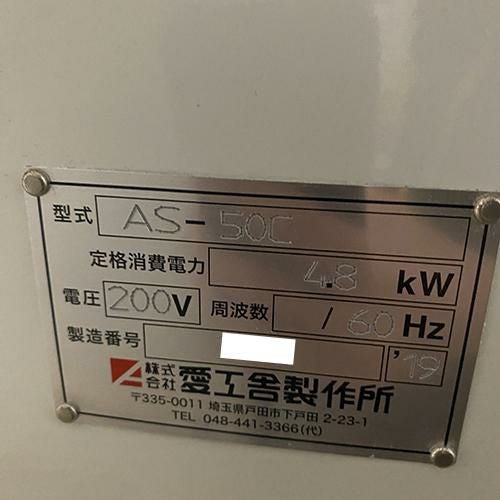 型式 AS-50C
定格消費電力 4.8 kW
電圧 200V 周波数 / 60 Hz
製造番号 '19
株式会社 愛工舎製作所
〒335-0011 埼玉県戸田市下戸田 2-23-1
TEL 048-441-3366(代)